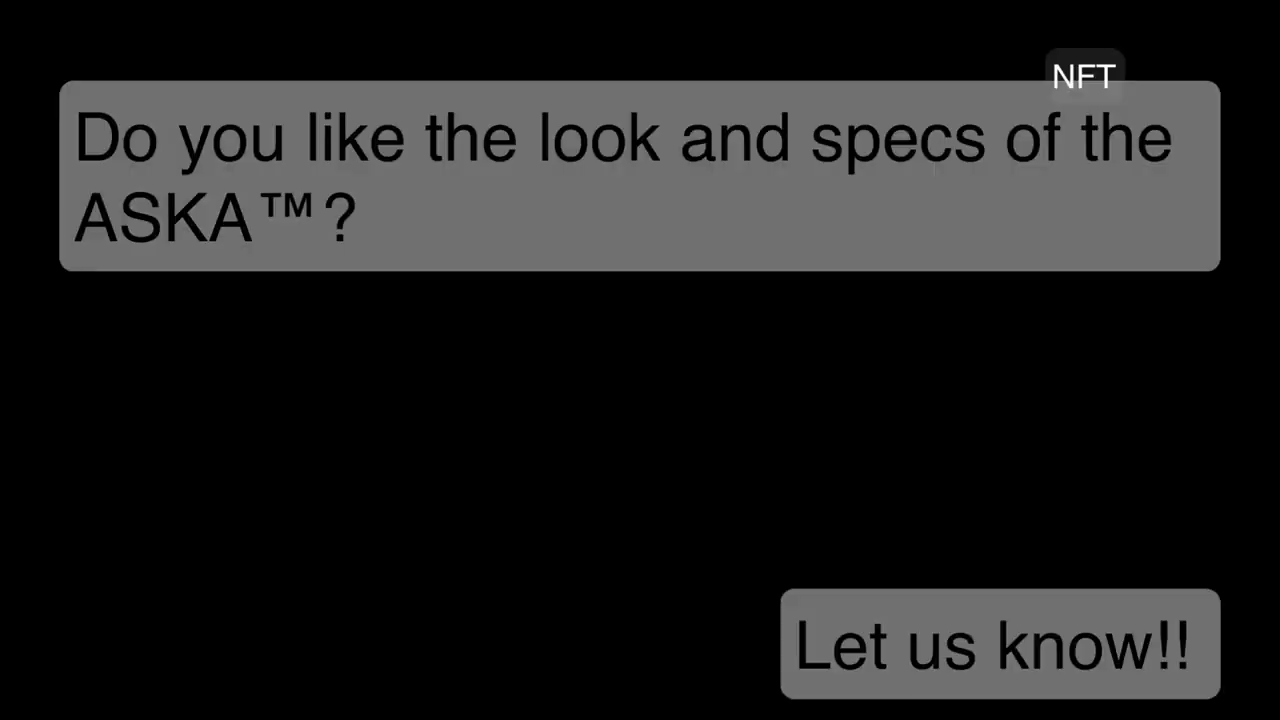 NFT
Do you like the look and specs of the
ASKA™?
Let us know!!